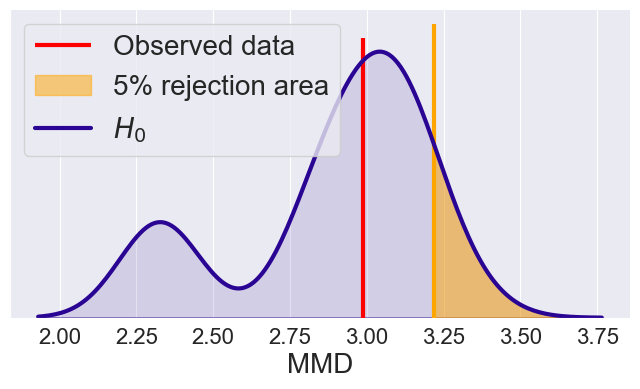 Observed data
5% rejection area
H₀
2.00 2.25 2.50 2.75 3.00 3.25 3.50 3.75
MMD